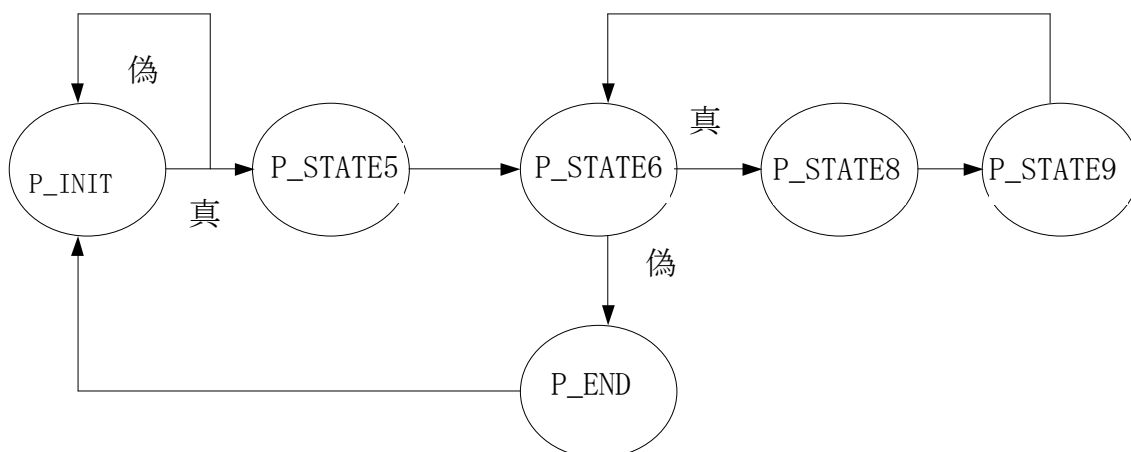 偽
真
P_INIT
P_STATE5
P_STATE6
P_STATE8
P_STATE9
真
偽
P_END